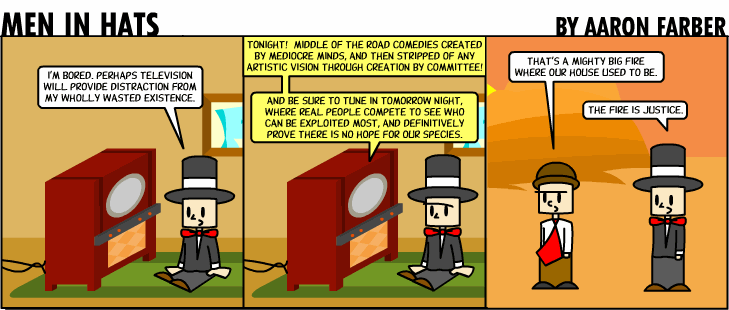 MEN IN HATS
BY AARON FARBER
I'M BORED. PERHAPS TELEVISION
WILL PROVIDE DISTRACTION FROM
MY WHOLLY WASTED EXISTENCE.
TONIGHT! MIDDLE OF THE ROAD COMEDIES CREATED
BY MEDIOCRE MINDS, AND THEN STRIPPED OF ANY
ARTISTIC VISION THROUGH CREATION BY COMMITTEE!
AND BE SURE TO TUNE IN TOMORROW NIGHT,
WHERE REAL PEOPLE COMPETE TO SEE WHO
CAN BE EXPLOITED MOST, AND DEFINITIVELY
PROVE THERE IS NO HOPE FOR OUR SPECIES.
THAT'S A MIGHTY BIG FIRE
WHERE OUR HOUSE USED TO BE.
THE FIRE IS JUSTICE.